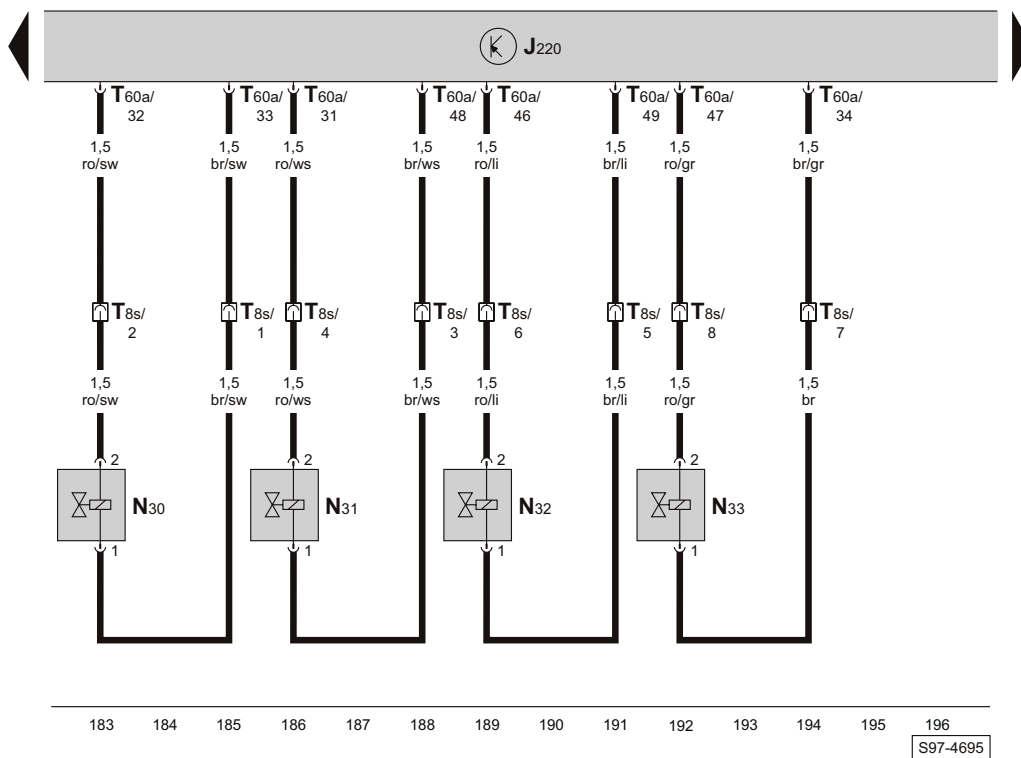 J220
T60a/ T60a/ T60a/ T60a/ T60a/ T60a/ T60a/ T60a/
32 33 31 48 46 49 47 34
1,5 1,5 1,5 1,5 1,5 1,5 1,5 1,5
ro/sw br/sw ro/ws br/ws ro/li br/li ro/gr br/gr
T8s/ T8s/ T8s/ T8s/ T8s/ T8s/ T8s/ T8s/
2 1 4 3 6 5 8 7
1,5 1,5 1,5 1,5 1,5 1,5 1,5 1,5
ro/sw br/sw ro/ws br/ws ro/li br/li ro/gr br
2 2 2 2
N30 N31 N32 N33
1 1 1 1
183 184 185 186 187 188 189 190 191 192 193 194 195 196
S97-4695